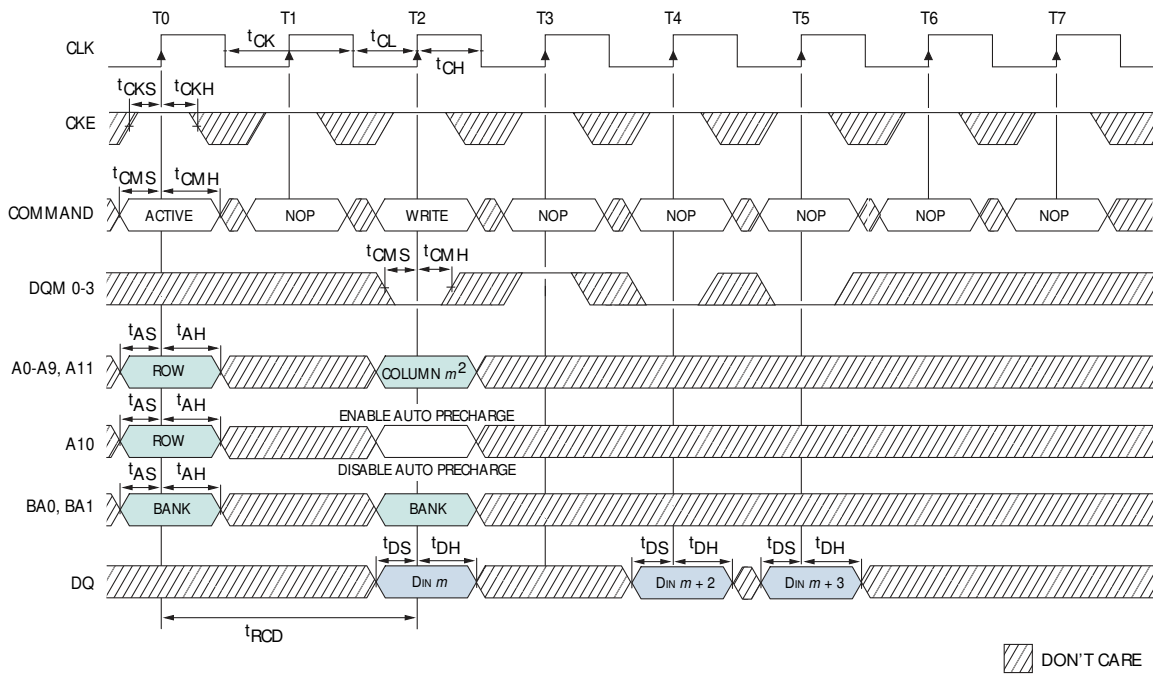 T0 T1 T2 T3 T4 T5 T6 T7
CLK
tCK tCL
tCH
tCKS tCKH
CKE
tCMS tCMH
COMMAND ACTIVE NOP WRITE NOP NOP NOP NOP NOP
tCMS tCMH
DQM 0-3
tAS tAH
A0-A9, A11 ROW COLUMN m2
tAS tAH ENABLE AUTO PRECHARGE
A10 ROW
tAS tAH DISABLE AUTO PRECHARGE
BA0, BA1 BANK BANK
tDS tDH tDS tDH tDS tDH
DQ DIN m DIN m + 2 DIN m + 3
tRCD
DON'T CARE